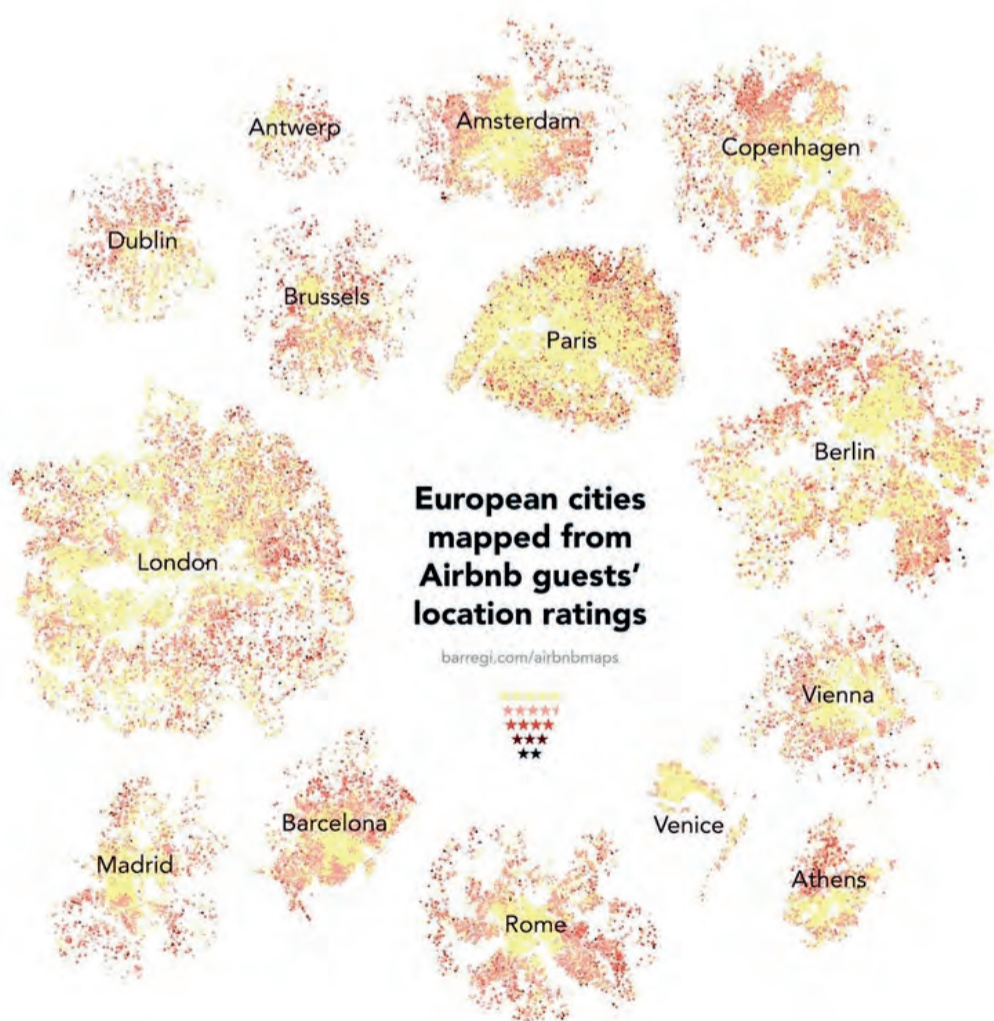 Antwerp
Amsterdam
Copenhagen
Dublin
Brussels
Paris
Berlin
London
European cities
mapped from
Airbnb guests'
location ratings
barregi.com/airbnbmaps
Vienna
Barcelona
Venice
Madrid
Athens
Rome